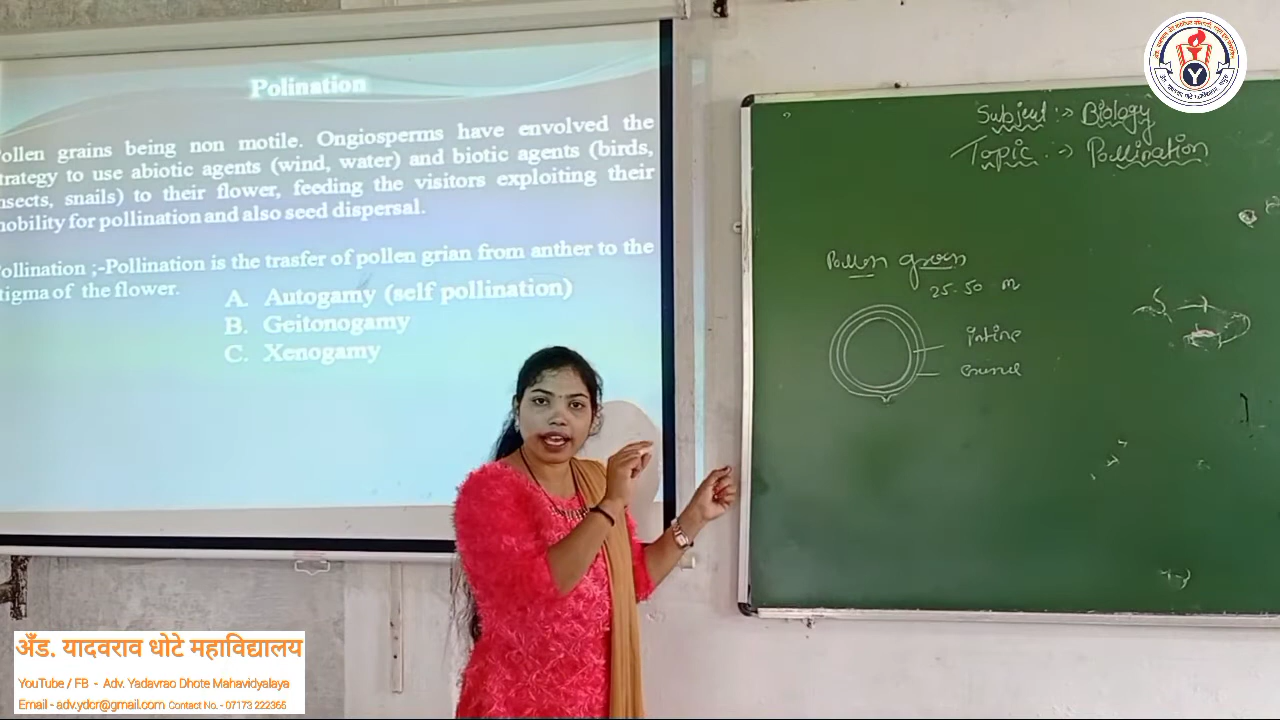 Polination
ollen grains being non motile. Ongiosperms have envolved the
trategy to use abiotic agents (wind, water) and biotic agents (birds,
nsects, snails) to their flower, feeding the visitors exploiting their
nobility for pollination and also seed dispersal.
ollination ;-Pollination is the trasfer of pollen grian from anther to the
tigma of the flower.
A. Autogamy (self pollination)
B. Geitonogamy
C. Xenogamy
Subject :-> Biology
Topic :-> Pollination
Pollen grain
25-50 m
intine
अँड. यादवराव धोटे महाविद्यालय
YouTube / FB - Adv. Yadavrao Dhote Mahavidyalaya
Email - adv.ydcr@gmail.com Contact No. - 07173 222365
Y